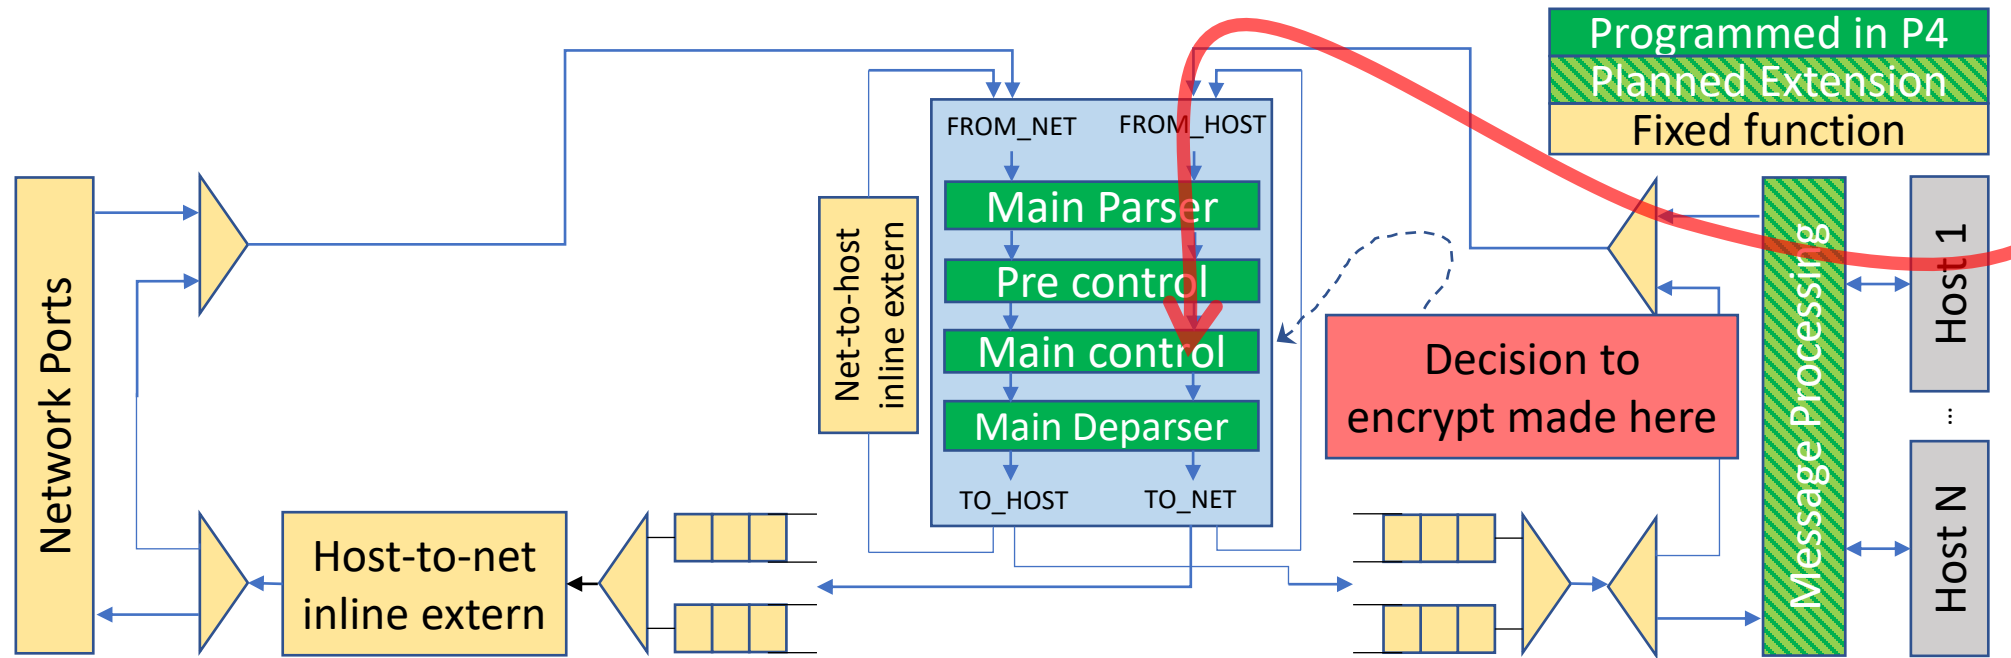 Programmed in P4
Planned Extension
Fixed function
FROM_NET
FROM_HOST
Main Parser
Pre control
Main control
Main Deparser
TO_HOST
TO_NET
Network Ports
Net-to-host
inline extern
Decision to
encrypt made here
Message Processing
Host 1
...
Host N
Host-to-net
inline extern